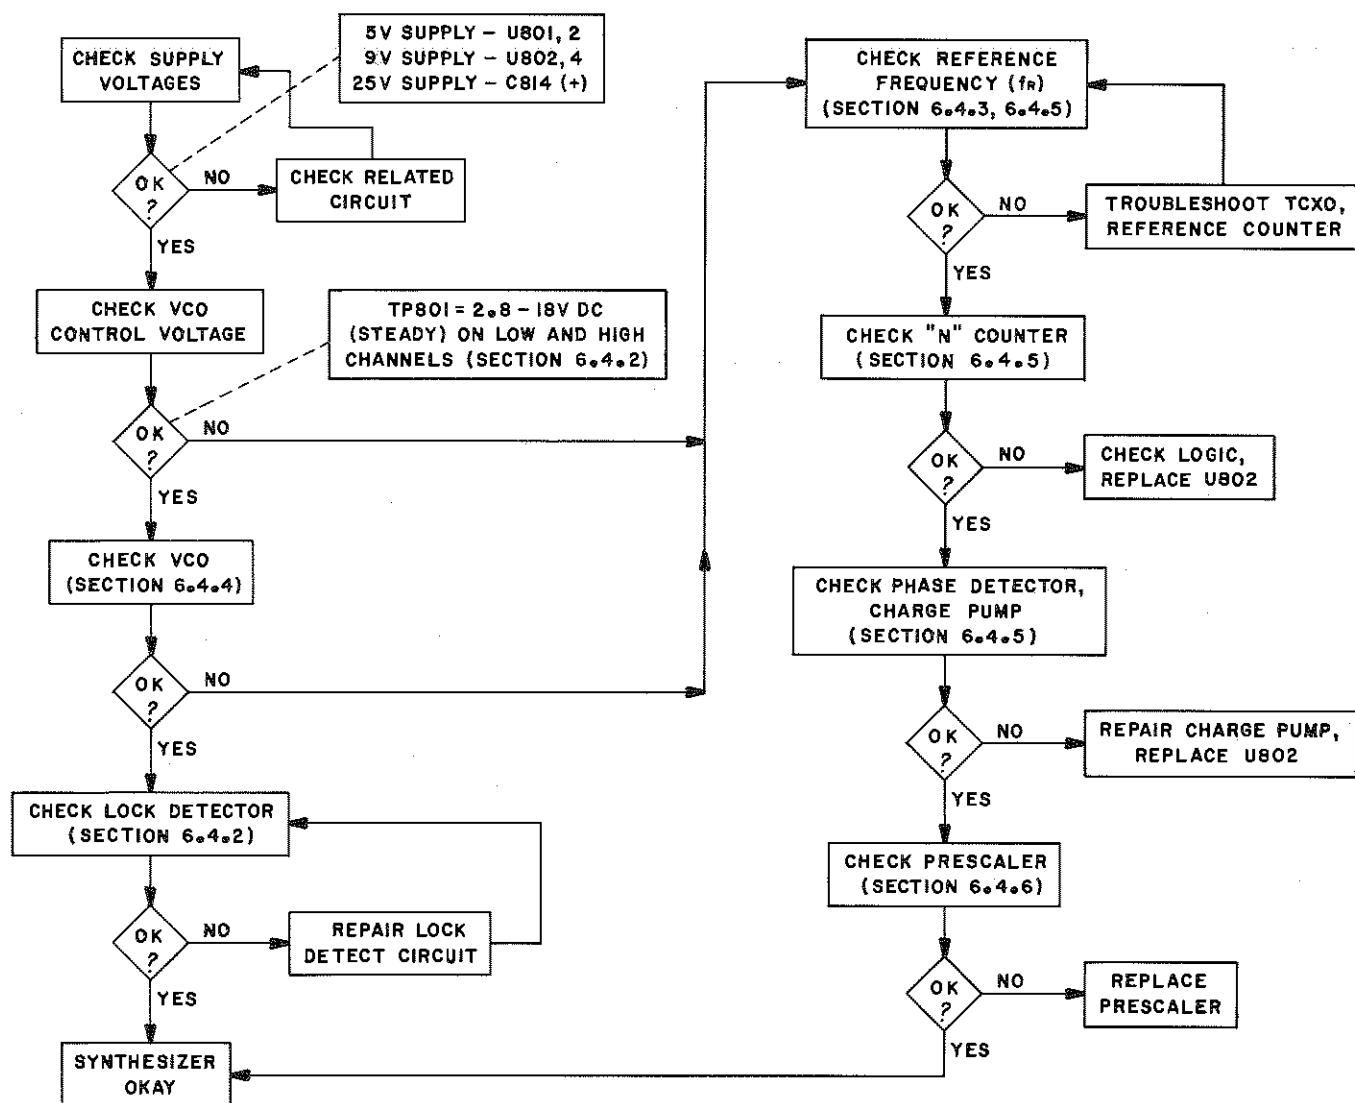 CHECK SUPPLY
VOLTAGES
5V SUPPLY – U801, 2
9V SUPPLY – U802, 4
25V SUPPLY – C814 (+)
OK
?
NO
CHECK RELATED
CIRCUIT
YES
CHECK VCO
CONTROL VOLTAGE
TP801 = 2.8 – 18V DC
(STEADY) ON LOW AND HIGH
CHANNELS (SECTION 6.4.2)
OK
?
NO
YES
CHECK VCO
(SECTION 6.4.4)
OK
?
NO
YES
CHECK LOCK DETECTOR
(SECTION 6.4.2)
OK
?
NO
REPAIR LOCK
DETECT CIRCUIT
YES
SYNTHESIZER
OKAY
CHECK REFERENCE
FREQUENCY (fR)
(SECTION 6.4.3, 6.4.5)
OK
?
NO
TROUBLESHOOT TCXO,
REFERENCE COUNTER
YES
CHECK "N" COUNTER
(SECTION 6.4.5)
OK
?
NO
CHECK LOGIC,
REPLACE U802
YES
CHECK PHASE DETECTOR,
CHARGE PUMP
(SECTION 6.4.5)
OK
?
NO
REPAIR CHARGE PUMP,
REPLACE U802
YES
CHECK PRESCALER
(SECTION 6.4.6)
OK
?
NO
REPLACE
PRESCALER
YES